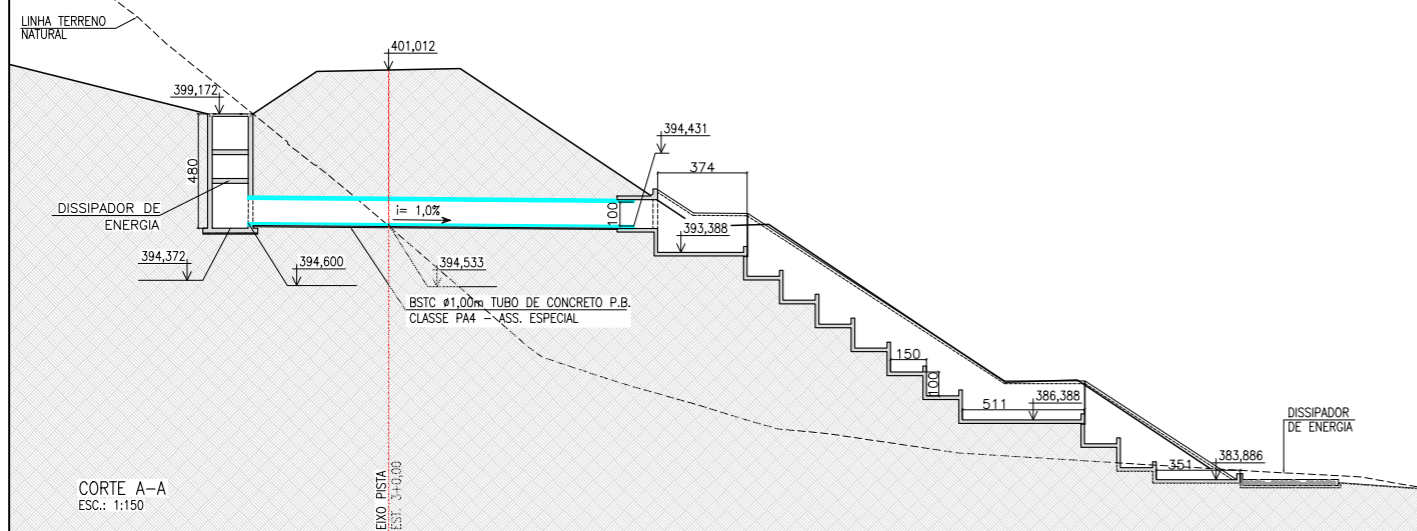 LINHA TERRENO
NATURAL
401,012
399,172
394,431
374
480
DISSIPADOR DE
ENERGIA
i= 1,0%
100
393,388
394,372
394,600
394,533
BSTC ø1,00m TUBO DE CONCRETO P.B.
CLASSE PA4 - ASS. ESPECIAL
150
100
511
386,388
DISSIPADOR
DE ENERGIA
351
383,886
CORTE A-A
ESC.: 1:150
EIXO PISTA
EST. 3+0,00